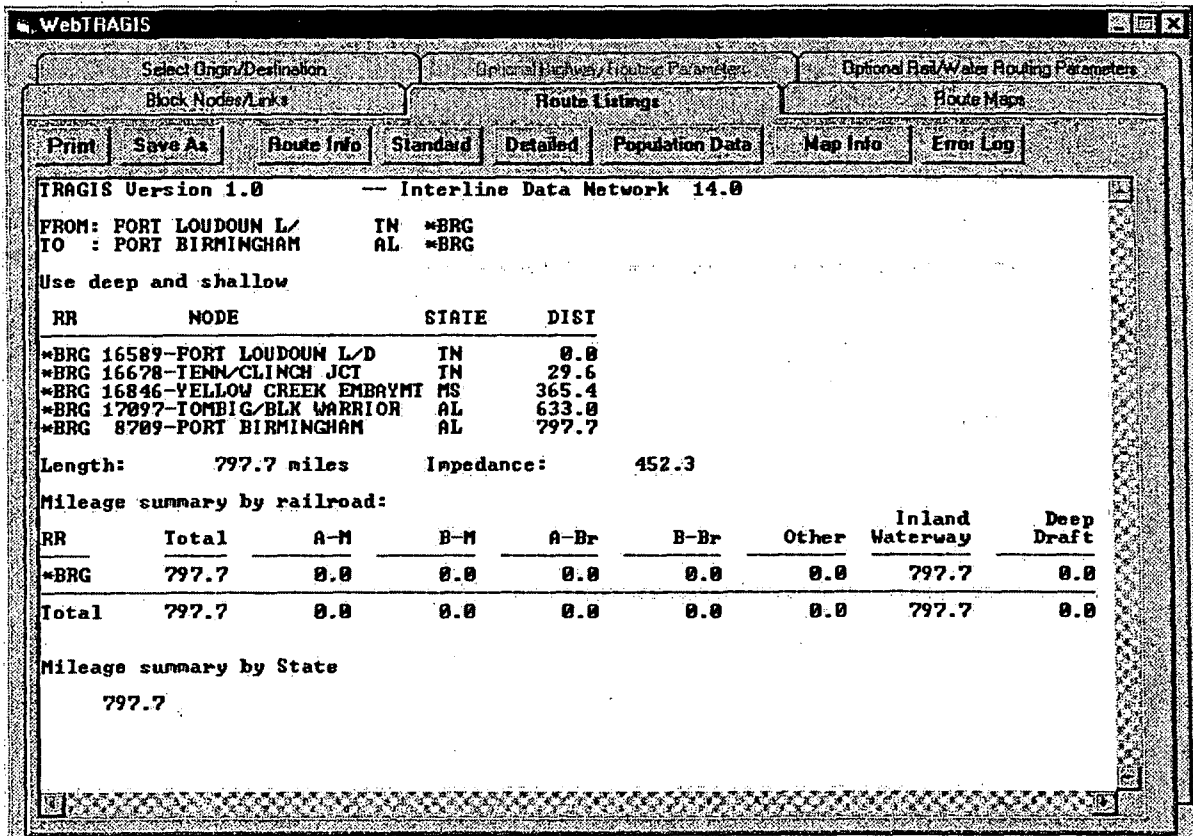 WebTRAGIS
Select Origin/Destination Optional Highway Routing Parameters Optional Rail/Water Routing Parameters
Block Nodes/Links Route Listings Route Maps
Print Save As Route Info Standard Detailed Population Data Map Info Error Log
TRAGIS Version 1.0 -- Interline Data Network 14.0
FROM: FORT LOUDOUN L/ TN *BRG
TO : PORT BIRMINGHAM AL *BRG
Use deep and shallow
RR NODE STATE DIST
*BRG 16589-FORT LOUDOUN L/D TN 0.0
*BRG 16678-TENN/CLINCH JCT TN 29.6
*BRG 16846-YELLOW CREEK EMBAYMT MS 365.4
*BRG 17097-TOMBIG/BLK WARRIOR AL 633.0
*BRG 8709-PORT BIRMINGHAM AL 797.7
Length: 797.7 miles Impedance: 452.3
Mileage summary by railroad:
Inland Deep
RR Total A-M B-M A-Br B-Br Other Waterway Draft
*BRG 797.7 0.0 0.0 0.0 0.0 0.0 797.7 0.0
Total 797.7 0.0 0.0 0.0 0.0 0.0 797.7 0.0
Mileage summary by State
797.7